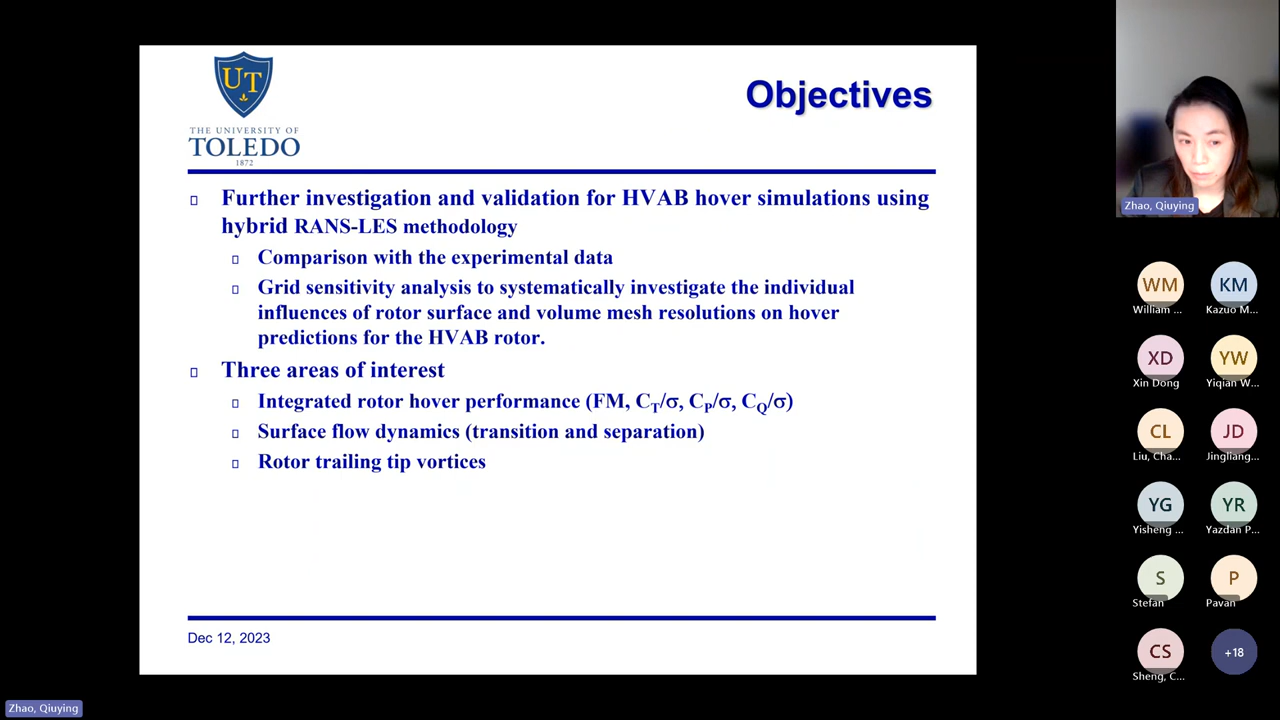 UT
THE UNIVERSITY OF
TOLEDO
1872
Objectives
Further investigation and validation for HVAB hover simulations using
hybrid RANS-LES methodology
Comparison with the experimental data
Grid sensitivity analysis to systematically investigate the individual
influences of rotor surface and volume mesh resolutions on hover
predictions for the HVAB rotor.
Three areas of interest
Integrated rotor hover performance (FM, CT/σ, CP/σ, CQ/σ)
Surface flow dynamics (transition and separation)
Rotor trailing tip vortices
Dec 12, 2023
Zhao, Qiuying
WM
William ...
KM
Kazuo M...
XD
Xin Dong
YW
Yiqian W...
CL
Liu, Cha...
JD
Jingliang...
YG
Yisheng ...
YR
Yazdan P...
S
Stefan
P
Pavan
CS
Sheng, C...
+18
Zhao, Qiuying